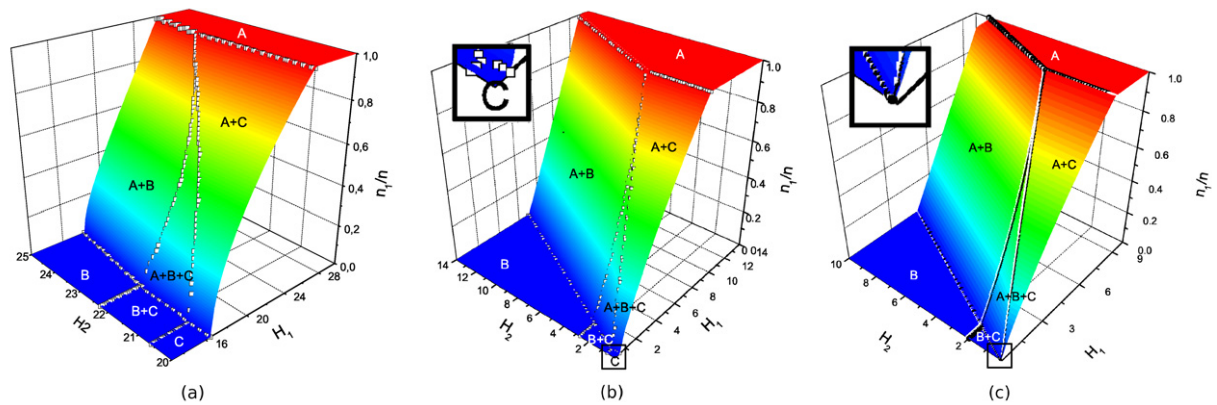 A
A+C
A+B
A+B+C
B
B+C
C
1,0
0,8
0,6
0,4
0,2
0,0
n₁/n
25
24
23
22
21
20
H2
16
20
24
28
H₁
(a)
C
A
A+C
A+B
A+B+C
B
B+C
C
1.0
0.8
0.6
0.4
0.2
0.0
n₁/n
14
12
10
8
6
4
2
H₂
2
4
6
8
10
12
14
H₁
(b)
A
A+B
A+C
A+B+C
B
B+C
1.0
0.8
0.6
0.4
0.2
0.0
n₁/n
10
8
6
4
2
H₂
3
6
9
H₁
(c)